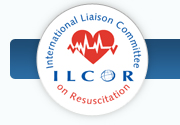 International Liaison Committee
ILCOR
on Resuscitation